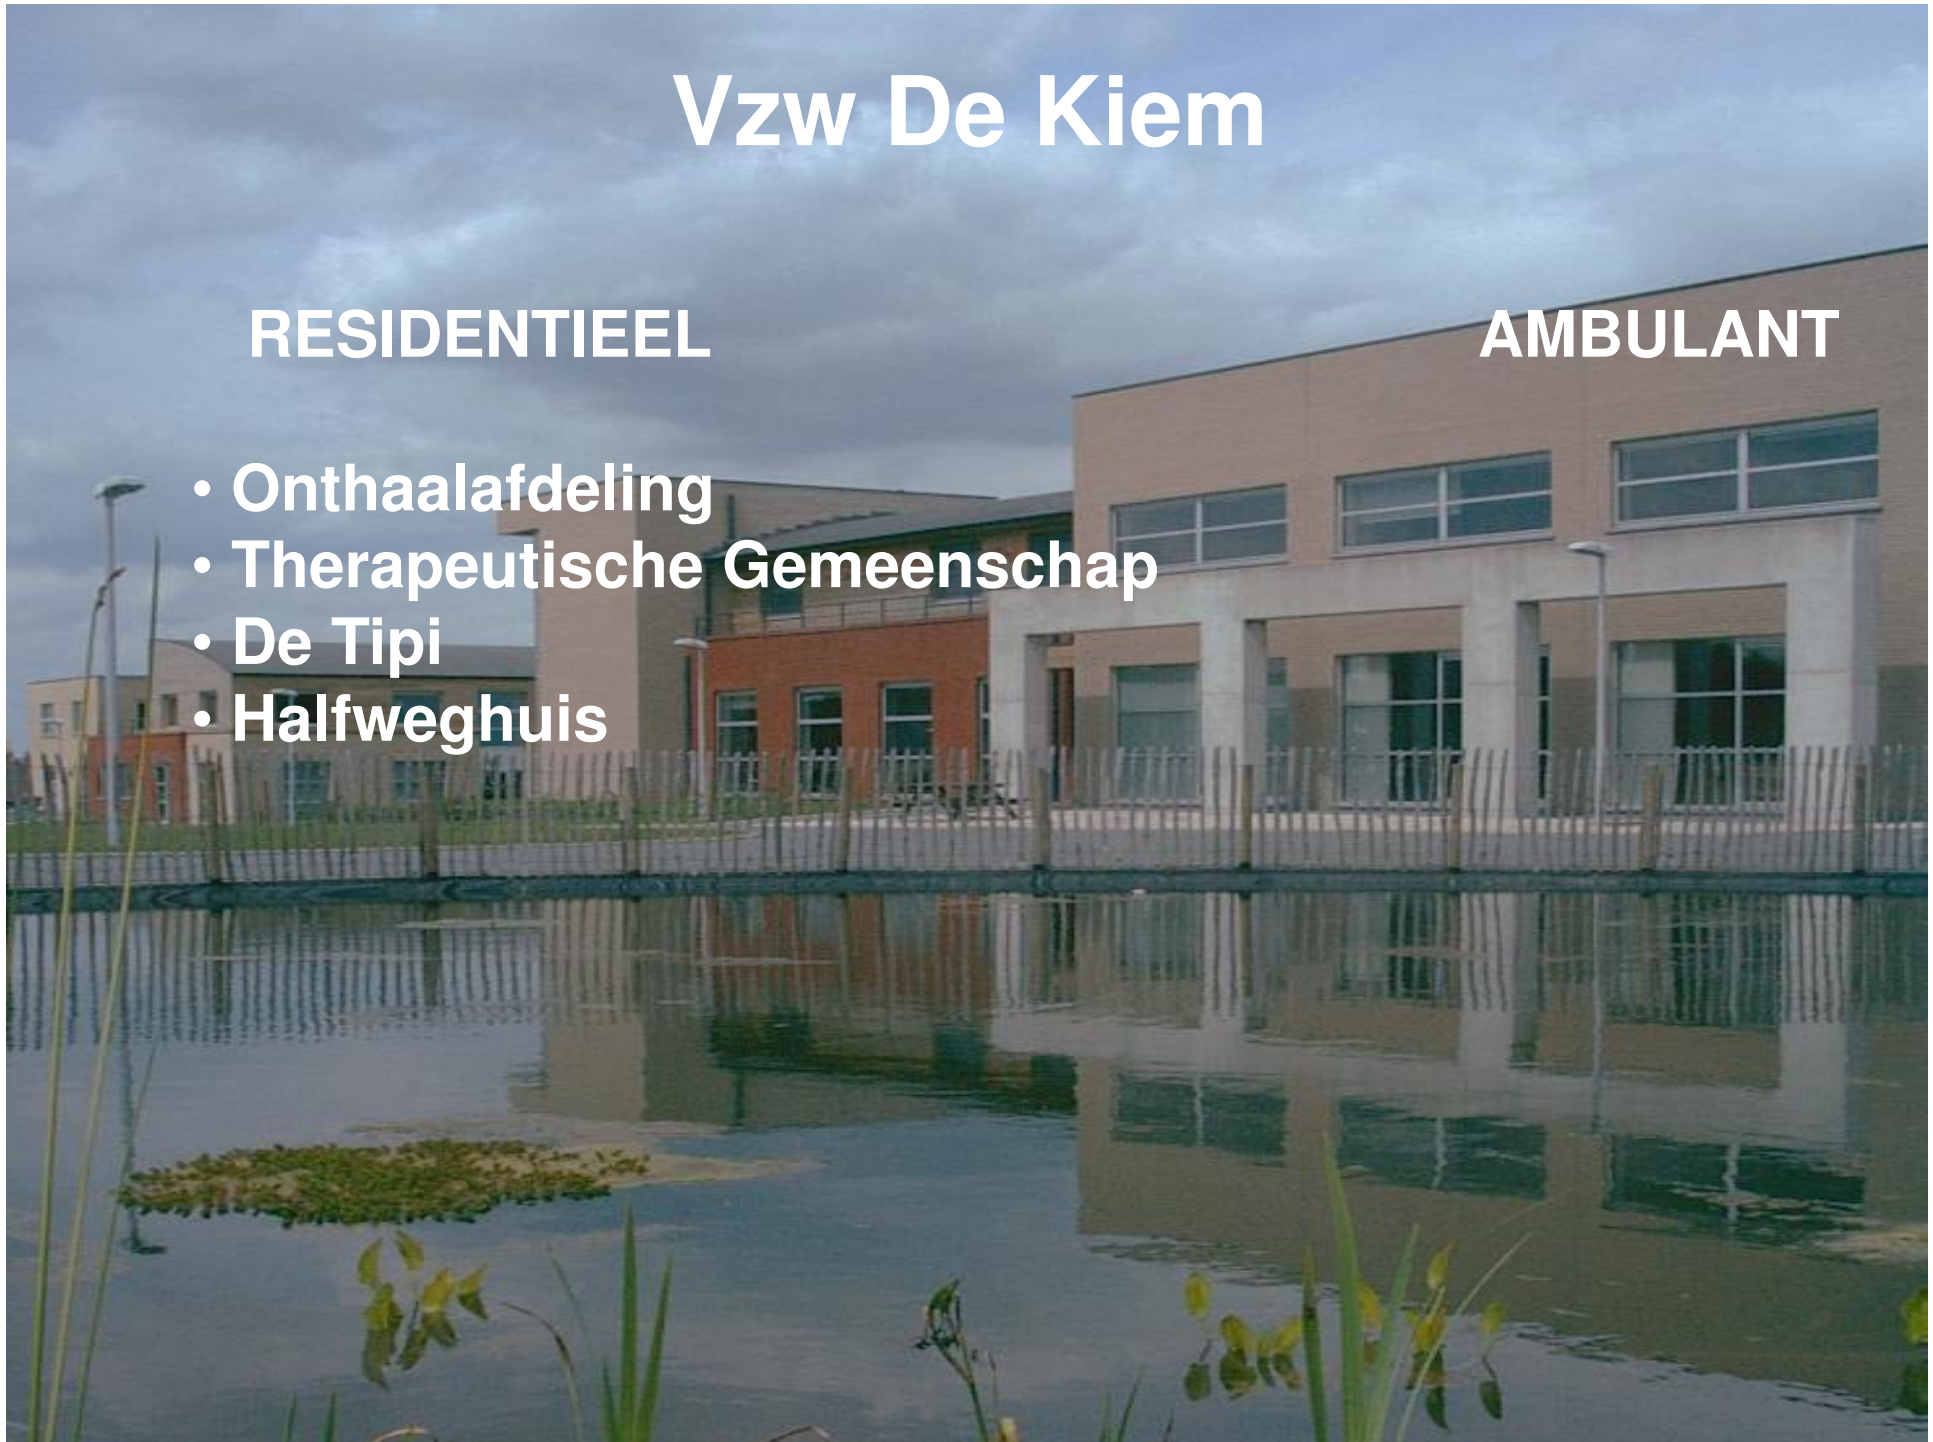 Vzw De Kiem
RESIDENTIEEL
AMBULANT
• Onthaalafdeling
• Therapeutische Gemeenschap
• De Tipi
• Halfweghuis